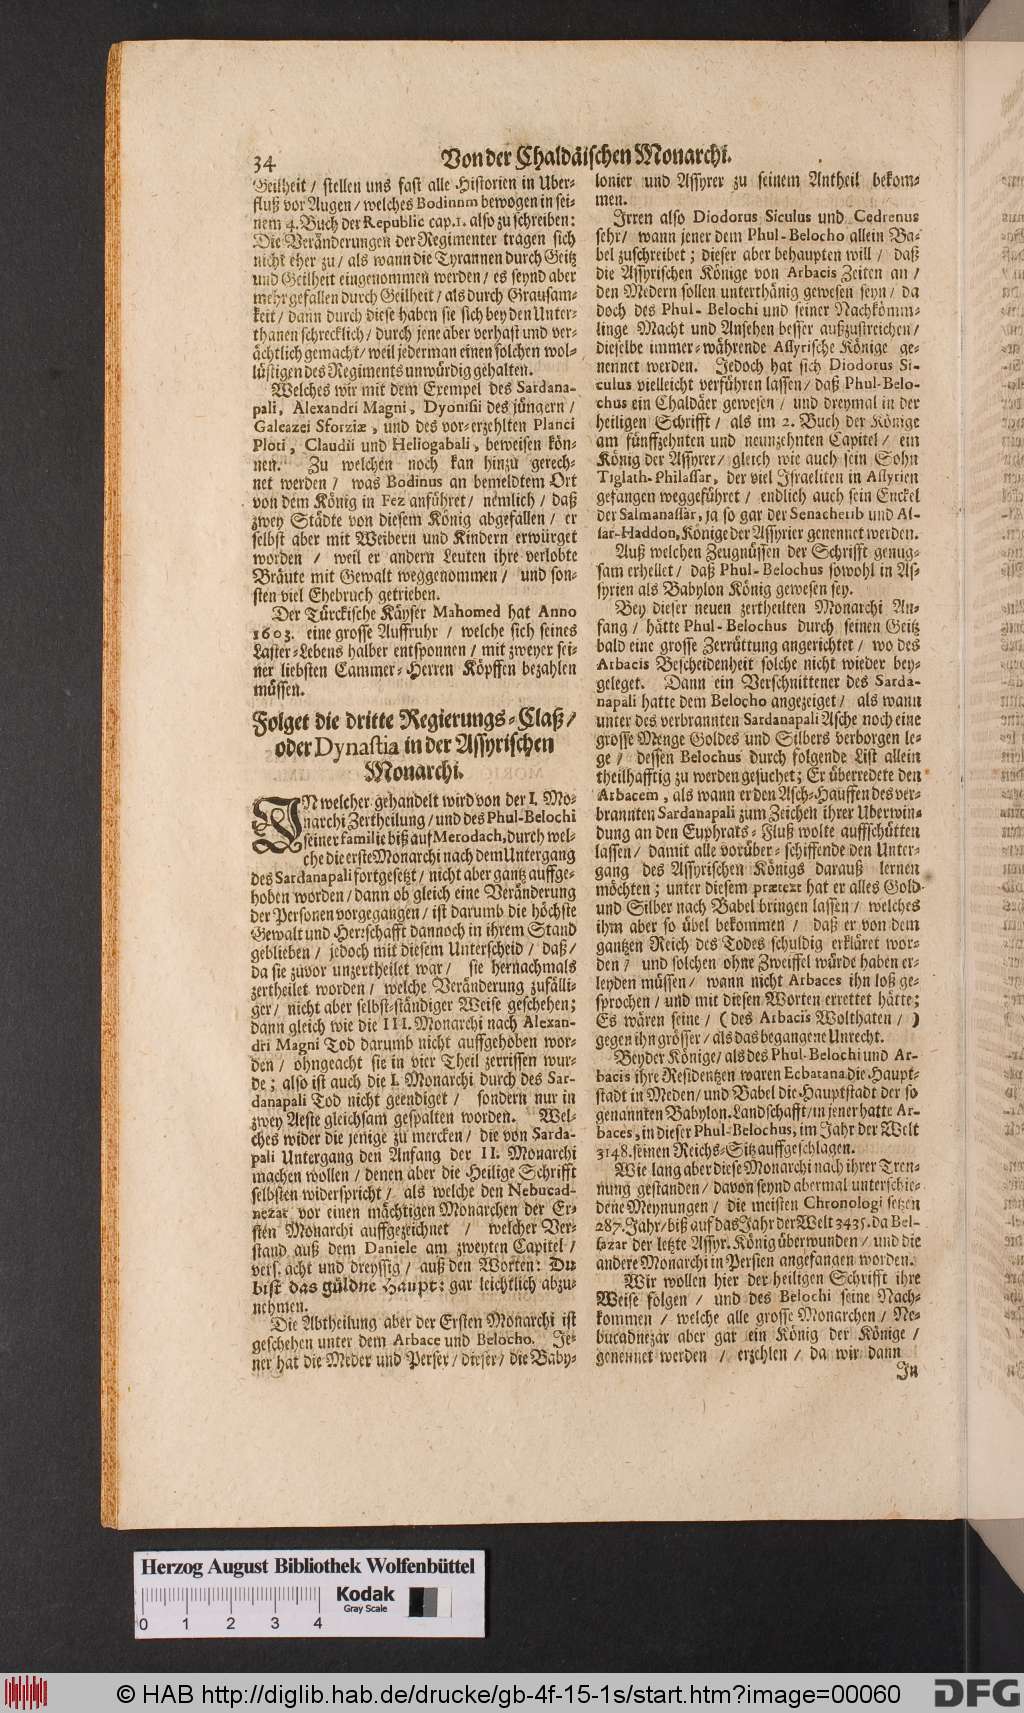 34
Von der Chaldäischen Monarchi.
Geilheit / stellen uns fast alle Historien in Uber-
fluß vor Augen / welches Bodinum bewogen in sei-
nem 4. Buch der Republic cap. 1. also zu schreiben:
Die Veränderungen der Regimenter tragen sich
nicht eher zu / als wann die Tyrannen durch Geitz
und Geilheit eingenommen werden / es seynd aber
mehr gefallen durch Geilheit / als durch Grausam-
keit / dann durch diese haben sie sich bey den Unter-
thanen schrecklich / durch jene aber verhast und ver-
ächtlich gemacht / weil jederman einen solchen wol-
lüstigen des Regiments unwürdig gehalten.
Welches wir mit dem Exempel des Sardana-
pali, Alexandri Magni, Dyonisii des jüngern /
Galeazei Sforziæ, und des vor-erzehlten Planci
Ploti, Claudii und Heliogabali, beweisen kön-
nen. Zu welchen noch kan hinzu gerech-
net werden / was Bodinus an bemeldtem Ort
von dem König in Fez anführet / nemlich / daß
zwey Städte von diesem König abgefallen / er
selbst aber mit Weibern und Kindern erwürget
worden / weil er andern Leuten ihre verlobte
Bräute mit Gewalt weggenommen / und son-
sten viel Ehebruch getrieben.
Der Türckische Käyser Mahomed hat Anno
1603. eine grosse Auffruhr / welche sich seines
Laster-Lebens halber entsponnen / mit zweyer sei-
ner liebsten Cammer-Herren Köpffen bezahlen
müssen.
Folget die dritte Regierungs-Claß /
oder Dynastia in der Assyrischen
Monarchi.
IN welcher gehandelt wird von der I. Mo-
narchi Zertheilung / und des Phul-Belochi
seiner Familie biß auf Merodach, durch wel-
che die erste Monarchi nach dem Untergang
des Sardanapali fortgesetzt / nicht aber gantz auffge-
hoben worden / dann ob gleich eine Veränderung
der Personen vorgegangen / ist darumb die höchste
Gewalt und Herrschafft dannoch in ihrem Stand
geblieben / jedoch mit diesem Unterscheid / daß /
da sie zuvor unzertheilet war / sie hernachmals
zertheilet worden / welche Veränderung zufälli-
ger / nicht aber selbst-ständiger Weise geschehen;
dann gleich wie die III. Monarchi nach Alexan-
dri Magni Tod darumb nicht auffgehoben wor-
den / ohngeacht sie in vier Theil zerrissen wur-
de; also ist auch die I. Monarchi durch des Sar-
danapali Tod nicht geendiget / sondern nur in
zwey Aeste gleichsam gespalten worden. Wel-
ches wider die jenige zu mercken / die von Sarda-
pali Untergang den Anfang der II. Monarchi
machen wollen / denen aber die Heilige Schrifft
selbsten widerspricht / als welche den Nebucad-
nezar vor einen mächtigen Monarchen der Er-
sten Monarchi auffgezeichnet / welcher Ver-
stand auß dem Daniele am zweyten Capitel /
vers. acht und dreyssig / auß den Worten: Du
bist das güldne Haupt: gar leichtlich abzu-
nehmen.
Die Abtheilung aber der Ersten Monarchi ist
geschehen unter dem Arbace und Belocho. Je-
ner hat die Meder und Perser / dieser / die Baby-
lonier und Assyrer zu seinem Antheil bekom-
men.
Irren also Diodorus Siculus und Cedrenus
sehr / wann jener dem Phul-Belocho allein Ba-
bel zuschreibet; dieser aber behaupten will / daß
die Assyrischen Könige von Arbacis Zeiten an /
den Medern sollen unterthänig gewesen seyn / da
doch des Phul-Belochi und seiner Nachkömm-
linge Macht und Ansehen besser außzustreichen /
dieselbe immer-währende Assyrische Könige ge-
nennet werden. Jedoch hat sich Diodorus Si-
culus vielleicht verführen lassen / daß Phul-Belo-
chus ein Chaldäer gewesen / und dreymal in der
heiligen Schrifft / als im 2. Buch der Könige
am fünffzehnten und neunzehnten Capitel / ein
König der Assyrer / gleich wie auch sein Sohn
Tiglath-Philassar, der viel Israeliten in Assyrien
gefangen weggeführet / endlich auch sein Enckel
der Salmanassar, ja so gar der Senacherib und As-
sar-Haddon, Könige der Assyrier genennet werden.
Auß welchen Zeugnüssen der Schrifft genug-
sam erhellet / daß Phul-Belochus sowohl in As-
syrien als Babylon König gewesen sey.
Bey dieser neuen zertheilten Monarchi An-
fang / hätte Phul-Belochus durch seinen Geitz
bald eine grosse Zerrüttung angerichtet / wo des
Arbacis Bescheidenheit solche nicht wieder bey-
geleget. Dann ein Verschnittener des Sarda-
napali hatte dem Belocho angezeiget / als wann
unter des verbrannten Sardanapali Asche noch eine
grosse Menge Goldes und Silbers verborgen le-
ge / dessen Belochus durch folgende List allein
theilhafftig zu werden gesuchet; Er überredete den
Arbacem, als wann er den Asch-Hauffen des ver-
brannten Sardanapali zum Zeichen ihrer Uberwin-
dung an den Euphrats-Fluß wolte auffschütten
lassen / damit alle vorüber-schiffende den Unter-
gang des Assyrischen Königs darauß lernen
möchten; unter diesem prætext hat er alles Gold
und Silber nach Babel bringen lassen / welches
ihm aber so übel bekommen / daß er von dem
gantzen Reich des Todes schuldig erkläret wor-
den / und solchen ohne Zweiffel würde haben er-
leyden müssen / wann nicht Arbaces ihn loß ge-
sprochen / und mit diesen Worten errettet hätte;
Es wären seine / (des Arbacis Wolthaten /)
gegen ihn grösser / als das begangene Unrecht.
Beyder Könige / als des Phul-Belochi und Ar-
bacis ihre Residentzen waren Ecbatana die Haupt-
stadt in Meden / und Babel die Hauptstadt der so
genannten Babylon. Landschafft / in jener hatte Ar-
baces, in dieser Phul-Belochus, im Jahr der Welt
3148. seinen Reichs-Sitz auffgeschlagen.
Wie lang aber diese Monarchi nach ihrer Tren-
nung gestanden / davon seynd abermal unterschie-
dene Meynungen / die meisten Chronologi setzen
287. Jahr / biß auf das Jahr der Welt 3435. da Bel-
sazar der letzte Assyr. König überwunden / und die
andere Monarchi in Persien angefangen worden.
Wir wollen hier der heiligen Schrifft ihre
Weise folgen / und des Belochi seine Nach-
kommen / welche alle grosse Monarchen / Ne-
bucadnezar aber gar ein König der Könige /
genennet werden / erzehlen / da wir dann
In
Herzog August Bibliothek Wolfenbüttel
0 1 2 3 4
Kodak
Gray Scale
© HAB http://diglib.hab.de/drucke/gb-4f-15-1s/start.htm?image=00060
DFG